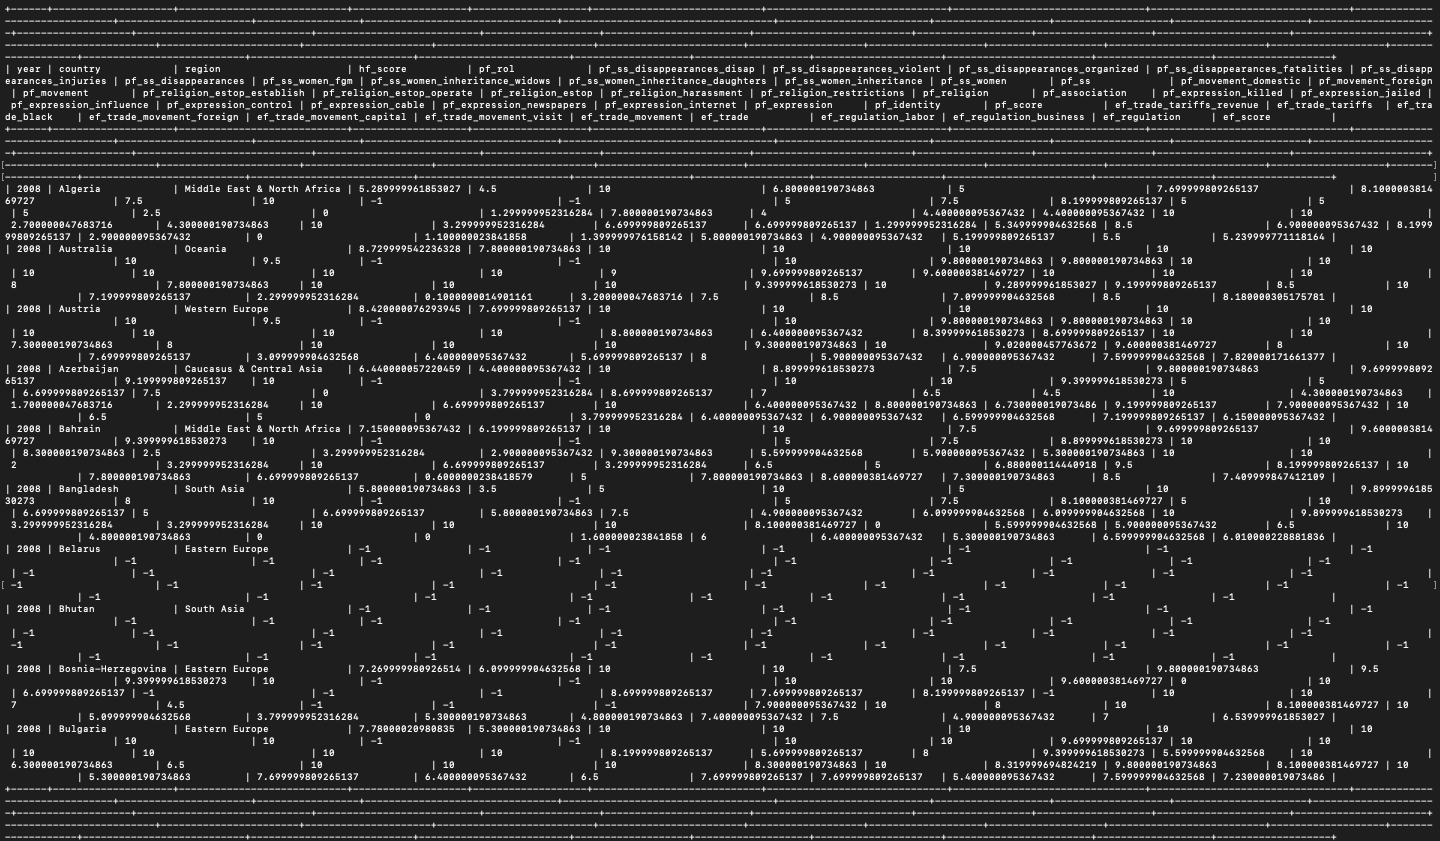 | year | country | region | hf_score | pf_rol | pf_ss_disappearances_disap | pf_ss_disappearances_violent | pf_ss_disappearances_organized | pf_ss_disappearances_fatalities | pf_ss_disapp
earances_injuries | pf_ss_disappearances | pf_ss_women_fgm | pf_ss_women_inheritance_widows | pf_ss_women_inheritance_daughters | pf_ss_women_inheritance | pf_ss_women | pf_ss | pf_movement_domestic | pf_movement_foreign
| pf_movement | pf_religion_estop_establish | pf_religion_estop_operate | pf_religion_estop | pf_religion_harassment | pf_religion_restrictions | pf_religion | pf_association | pf_expression_killed | pf_expression_jailed |
pf_expression_influence | pf_expression_control | pf_expression_cable | pf_expression_newspapers | pf_expression_internet | pf_expression | pf_identity | pf_score | ef_trade_tariffs_revenue | ef_trade_tariffs | ef_tra
de_black | ef_trade_movement_foreign | ef_trade_movement_capital | ef_trade_movement_visit | ef_trade_movement | ef_trade | ef_regulation_labor | ef_regulation_business | ef_regulation | ef_score |
| 2008 | Algeria | Middle East & North Africa | 5.289999961853027 | 4.5 | 10 | 6.800000190734863 | 5 | 7.699999809265137 | 8.1000003814
69727 | 7.5 | 10 | -1 | -1 | 5 | 7.5 | 8.199999809265137 | 5 | 5
| 5 | 2.5 | 0 | 1.299999952316284 | 7.800000190734863 | 4 | 4.400000095367432 | 4.400000095367432 | 10 | 10 |
2.700000047683716 | 4.300000190734863 | 10 | 3.299999952316284 | 6.699999809265137 | 6.699999809265137 | 1.299999952316284 | 5.349999904632568 | 8.5 | 6.900000095367432 | 8.1999
99809265137 | 2.900000095367432 | 0 | 1.100000023841858 | 1.399999976158142 | 5.800000190734863 | 4.900000095367432 | 5.199999809265137 | 5.5 | 5.239999771118164 |
| 2008 | Australia | Oceania | 8.729999542236328 | 7.800000190734863 | 10 | 10 | 10 | 10 | 10
| 10 | 9.5 | -1 | -1 | 10 | 10 | 9.800000190734863 | 9.800000190734863 | 10 | 10
| 10 | 10 | 10 | 10 | 9 | 9.699999809265137 | 9.600000381469727 | 10 | 10 | 10 |
8 | 7.800000190734863 | 10 | 10 | 10 | 9.399999618530273 | 10 | 9.289999961853027 | 9.199999809265137 | 8.5 | 10
| 7.199999809265137 | 2.299999952316284 | 0.1000000014901161 | 3.200000047683716 | 7.5 | 8.5 | 7.099999904632568 | 8.5 | 8.180000305175781 |
| 2008 | Austria | Western Europe | 8.420000076293945 | 7.699999809265137 | 10 | 10 | 10 | 10 | 10
| 10 | 9.5 | -1 | -1 | 10 | 10 | 9.800000190734863 | 9.800000190734863 | 10 | 10
| 10 | 10 | 10 | 10 | 8.800000190734863 | 6.400000095367432 | 8.399999618530273 | 8.699999809265137 | 10 | 10 |
7.300000190734863 | 8 | 10 | 10 | 10 | 9.300000190734863 | 10 | 9.020000457763672 | 9.600000381469727 | 8 | 10
| 7.699999809265137 | 3.099999904632568 | 6.400000095367432 | 5.699999809265137 | 8 | 5.900000095367432 | 6.900000095367432 | 7.599999904632568 | 7.820000171661377 |
| 2008 | Azerbaijan | Caucasus & Central Asia | 6.440000057220459 | 4.400000095367432 | 10 | 8.899999618530273 | 7.5 | 9.800000190734863 | 9.6999998092
65137 | 9.199999809265137 | 10 | -1 | -1 | 10 | 10 | 9.399999618530273 | 5 | 5
| 6.699999809265137 | 7.5 | 0 | 3.799999952316284 | 8.699999809265137 | 7 | 6.5 | 4.5 | 10 | 4.300000190734863 |
1.700000047683716 | 2.299999952316284 | 10 | 6.699999809265137 | 10 | 6.400000095367432 | 8.800000190734863 | 6.73000019073486 | 9.199999809265137 | 7.900000095367432 | 10
| 6.5 | 5 | 0 | 3.799999952316284 | 6.400000095367432 | 6.900000095367432 | 6.599999904632568 | 7.199999809265137 | 6.150000095367432 |
| 2008 | Bahrain | Middle East & North Africa | 7.150000095367432 | 6.199999809265137 | 10 | 10 | 7.5 | 9.699999809265137 | 9.6000003814
69727 | 9.399999618530273 | 10 | -1 | -1 | 5 | 7.5 | 8.899999618530273 | 10 | 10
| 8.300000190734863 | 2.5 | 3.299999952316284 | 2.900000095367432 | 9.300000190734863 | 5.599999904632568 | 5.900000095367432 | 5.300000190734863 | 10 | 10 |
2 | 3.299999952316284 | 10 | 6.699999809265137 | 3.299999952316284 | 6.5 | 5 | 6.880000114440918 | 9.5 | 8.199999809265137 | 10
| 7.800000190734863 | 6.699999809265137 | 0.600000023841858​579 | 5 | 7.800000190734863 | 8.600000381469727 | 7.300000190734863 | 8.5 | 7.409999847412109 |
| 2008 | Bangladesh | South Asia | 5.800000190734863 | 3.5 | 5 | 10 | 5 | 10 | 9.8999996185
30273 | 8 | 10 | -1 | -1 | 5 | 7.5 | 8.100000381469727 | 5 | 10
| 6.699999809265137 | 5 | 6.699999809265137 | 5.800000190734863 | 7.5 | 4.900000095367432 | 6.099999904632568 | 6.099999904632568 | 10 | 9.899999618530273 |
3.299999952316284 | 3.299999952316284 | 10 | 10 | 10 | 8.100000381469727 | 0 | 5.599999904632568 | 5.900000095367432 | 6.5 | 10
| 4.800000190734863 | 0 | 0 | 1.600000023841858 | 6 | 6.400000095367432 | 5.300000190734863 | 6.599999904632568 | 6.010000228881836 |
| 2008 | Belarus | Eastern Europe | -1 | -1 | -1 | -1 | -1 | -1 | -1
| -1 | -1 | -1 | -1 | -1 | -1 | -1 | -1 | -1
| -1 | -1 | -1 | -1 | -1 | -1 | -1 | -1 | -1 | -1 |
-1 | -1 | -1 | -1 | -1 | -1 | -1 | -1 | -1 | -1 | -1
| -1 | -1 | -1 | -1 | -1 | -1 | -1 | -1 | -1 |
| 2008 | Bhutan | South Asia | -1 | -1 | -1 | -1 | -1 | -1 | -1
| -1 | -1 | -1 | -1 | -1 | -1 | -1 | -1 | -1
| -1 | -1 | -1 | -1 | -1 | -1 | -1 | -1 | -1 | -1 |
-1 | -1 | -1 | -1 | -1 | -1 | -1 | -1 | -1 | -1 | -1
| -1 | -1 | -1 | -1 | -1 | -1 | -1 | -1 | -1 |
| 2008 | Bosnia-Herzegovina | Eastern Europe | 7.269999980926514 | 6.099999904632568 | 10 | 10 | 7.5 | 9.800000190734863 | 9.5
| 9.399999618530273 | 10 | -1 | -1 | 10 | 10 | 9.600000381469727 | 0 | 10
| 6.699999809265137 | -1 | -1 | -1 | 8.699999809265137 | 7.699999809265137 | 8.199999809265137 | -1 | 10 | 10 |
7 | 4.5 | -1 | -1 | -1 | 7.900000095367432 | 10 | 8 | 10 | 8.100000381469727 | 10
| 5.099999904632568 | 3.799999952316284 | 5.300000190734863 | 4.800000190734863 | 7.400000095367432 | 7.5 | 4.900000095367432 | 7 | 6.539999961853027 |
| 2008 | Bulgaria | Eastern Europe | 7.78000020980835 | 5.300000190734863 | 10 | 10 | 10 | 10 | 10
| 10 | 10 | -1 | -1 | 10 | 10 | 9.699999809265137 | 10 | 10
| 10 | 10 | 10 | 10 | 8.199999809265137 | 5.699999809265137 | 8 | 9.399999618530273 | 5.599999904632568 | 10 |
6.300000190734863 | 6.5 | 10 | 10 | 10 | 8.300000190734863 | 10 | 8.319999694824219 | 9.800000190734863 | 8.100000381469727 | 10
| 5.300000190734863 | 7.699999809265137 | 6.400000095367432 | 6.5 | 7.699999809265137 | 7.699999809265137 | 5.400000095367432 | 7.599999904632568 | 7.230000019073486 |